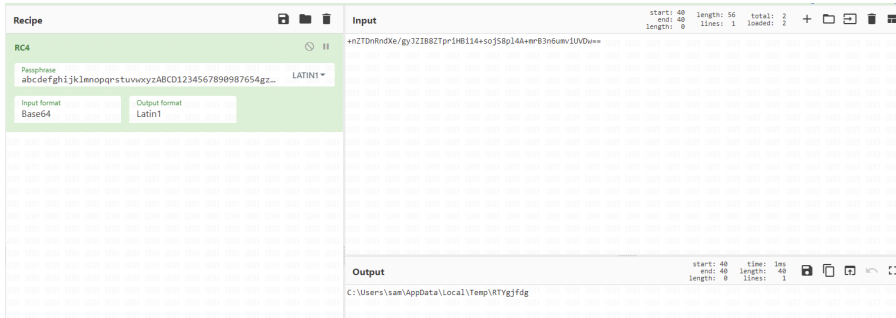 Recipe
RC4
Passphrase
abcdefghijklmnopqrstuvwxyzABCD1234567890987654gz…
LATIN1
Input format
Base64
Output format
Latin1
Input
start: 40
end: 40
length: 0
length: 56
lines: 1
total: 2
loaded: 2
+nZTDnRndXe/gyJZIB8ZTpriHBi14+sojS8pl4A+mrB3n6umviUVDw==
Output
start: 40
end: 40
length: 0
time: 1ms
length: 40
lines: 1
C:\Users\sam\AppData\Local\Temp\RTYgjfdg